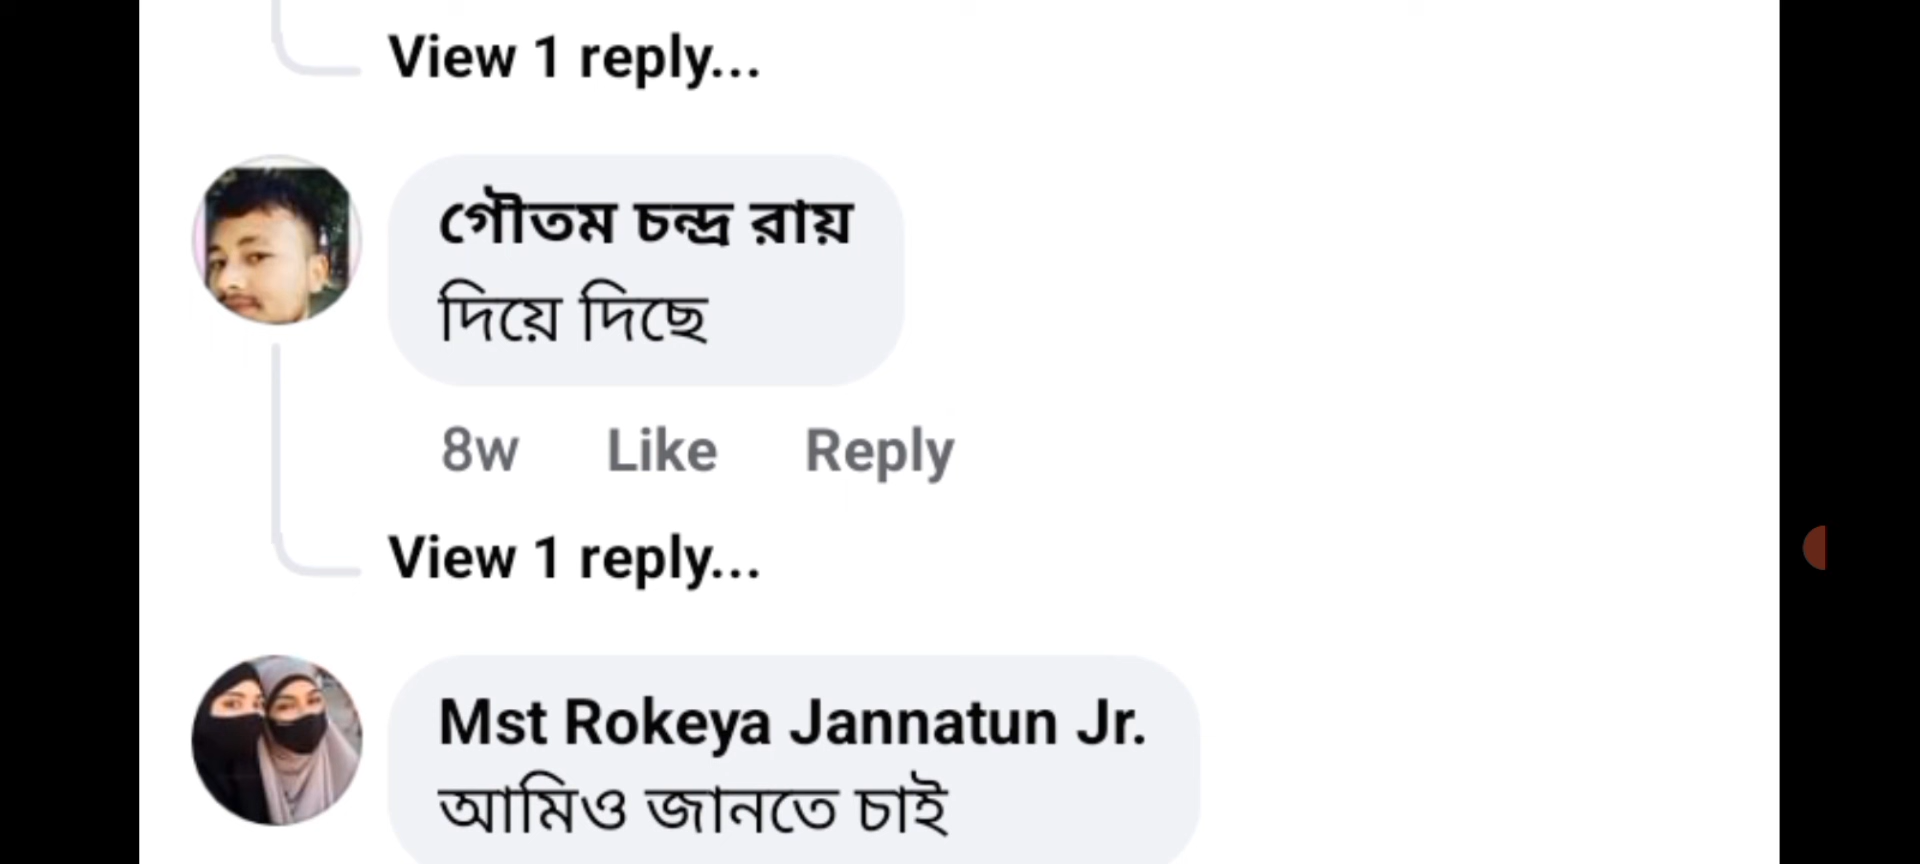 View 1 reply...
গৌতম চন্দ্র রায়
দিয়ে দিছে
8w Like Reply
View 1 reply...
Mst Rokeya Jannatun Jr.
আমিও জানতে চাই